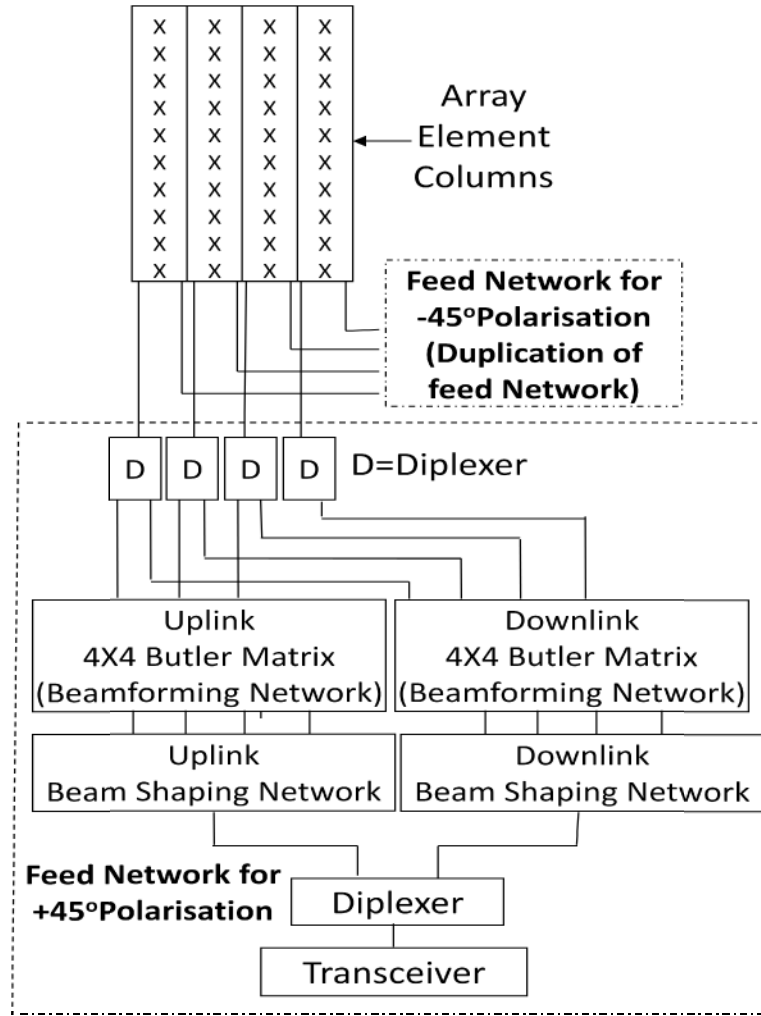 X X X X
X X X X
X X X X
X X X X
X X X X
X X X X
X X X X
X X X X
X X X X
X X X X
Array
Element
Columns
Feed Network for
-45°Polarisation
(Duplication of
feed Network)
D D D D D=Diplexer
Uplink
4X4 Butler Matrix
(Beamforming Network)
Downlink
4X4 Butler Matrix
(Beamforming Network)
Uplink
Beam Shaping Network
Downlink
Beam Shaping Network
Feed Network for
+45°Polarisation
Diplexer
Transceiver